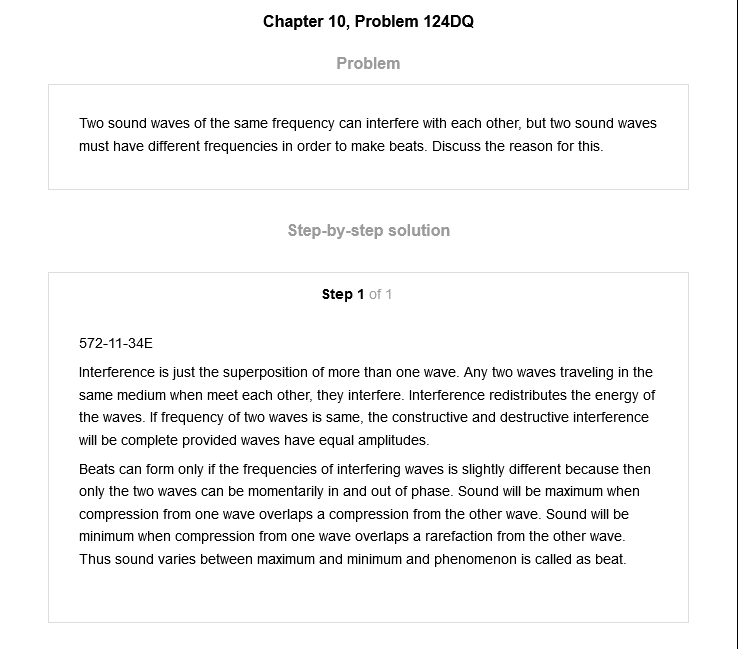 Chapter 10, Problem 124DQ
Problem
Two sound waves of the same frequency can interfere with each other, but two sound waves
must have different frequencies in order to make beats. Discuss the reason for this.
Step-by-step solution
Step 1 of 1
572-11-34E
Interference is just the superposition of more than one wave. Any two waves traveling in the
same medium when meet each other, they interfere. Interference redistributes the energy of
the waves. If frequency of two waves is same, the constructive and destructive interference
will be complete provided waves have equal amplitudes.
Beats can form only if the frequencies of interfering waves is slightly different because then
only the two waves can be momentarily in and out of phase. Sound will be maximum when
compression from one wave overlaps a compression from the other wave. Sound will be
minimum when compression from one wave overlaps a rarefaction from the other wave.
Thus sound varies between maximum and minimum and phenomenon is called as beat.